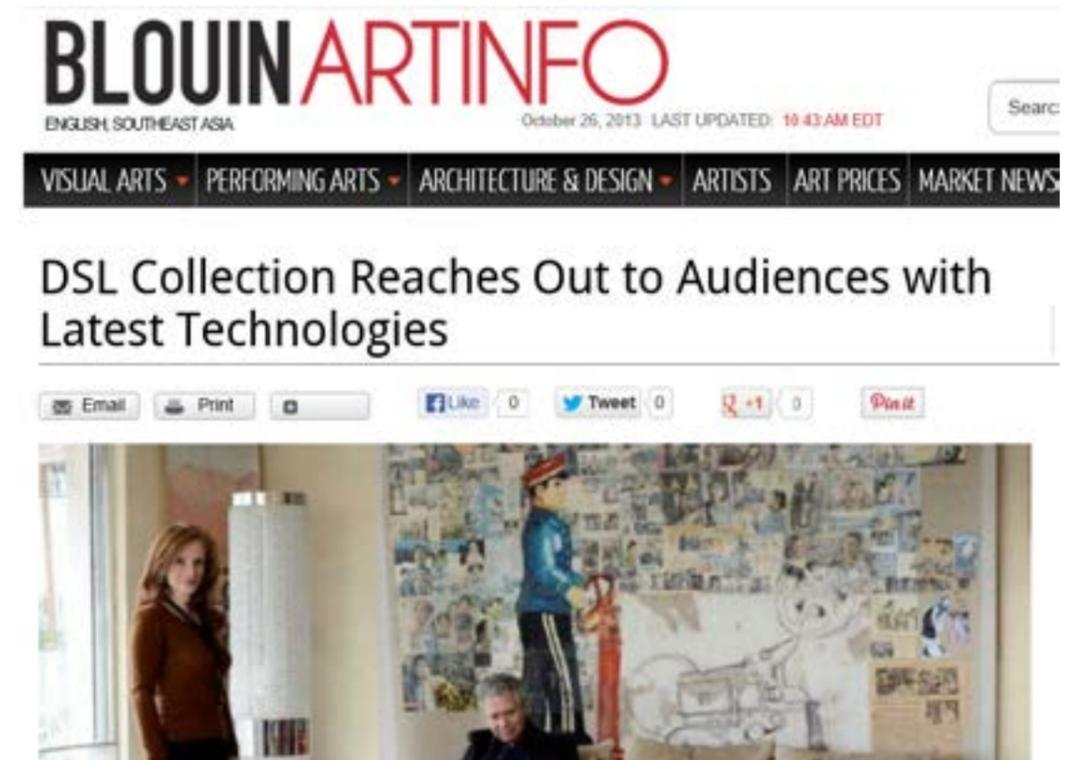 BLOUIN ARTINFO
ENGLISH, SOUTHEAST ASIA
October 26, 2013 LAST UPDATED: 10:43 AM EDT
Searc
VISUAL ARTS PERFORMING ARTS ARCHITECTURE & DESIGN ARTISTS ART PRICES MARKET NEWS
DSL Collection Reaches Out to Audiences with
Latest Technologies
Email Print Like 0 Tweet 0 +1 0 Pin it